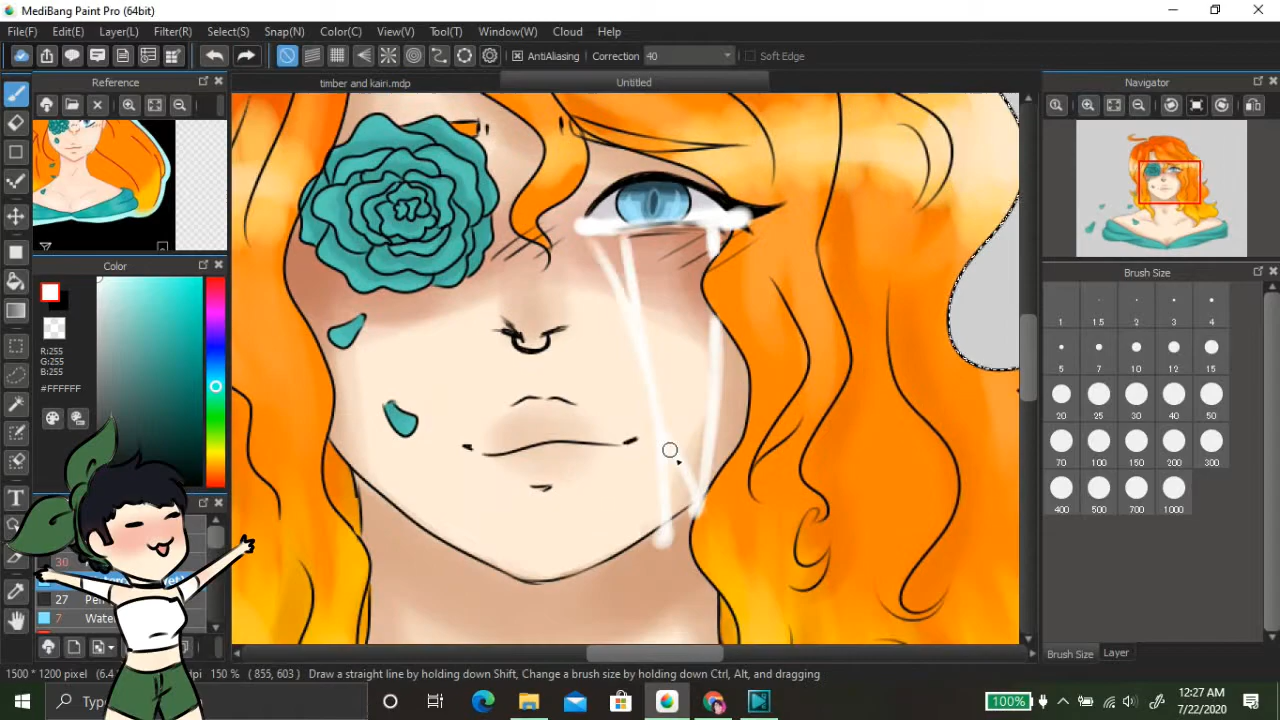 MediBang Paint Pro (64bit)
File(F) Edit(E) Layer(L) Filter(R) Select(S) Snap(N) Color(C) View(V) Tool(T) Window(W) Cloud Help
AntiAliasing Correction 40 Soft Edge
Reference timber and kairi.mdp Untitled Navigator
Color
R:255
G:255
B:255
#FFFFFF
Brush Size
1 1.5 2 3 4
5 7 10 12 15
20 25 30 40 50
70 100 150 200 300
400 500 700 1000
30
27 Pen
7 Wate
Brush Size Layer
1500 * 1200 pixel (6.4 dpi 150 % ( 855, 603 ) Draw a straight line by holding down Shift, Change a brush size by holding down Ctrl, Alt, and dragging
Type
100%
12:27 AM
7/22/2020